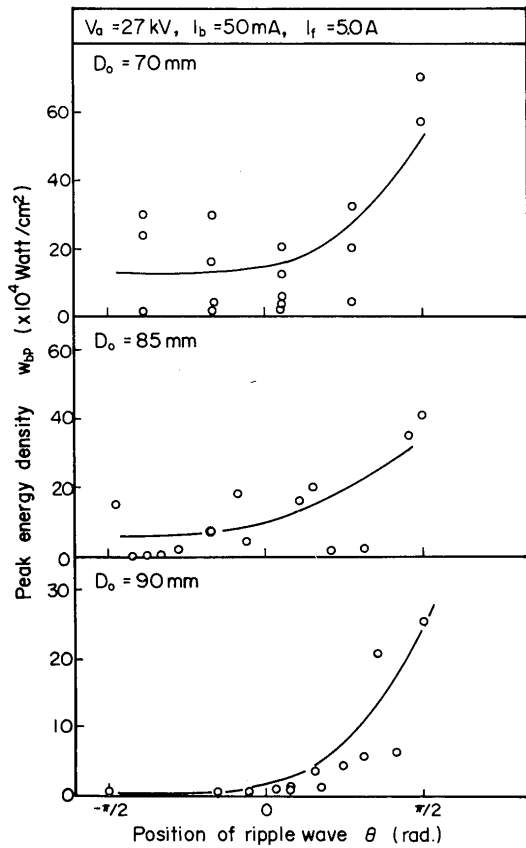 Va = 27 kV, Ib = 50 mA, If = 5.0 A
Do = 70 mm
60
40
20
0
Do = 85 mm
60
40
20
0
Do = 90 mm
30
20
10
0
-π/2
0
π/2
Position of ripple wave θ (rad.)
Peak energy density wbp (x10⁴ Watt/cm²)